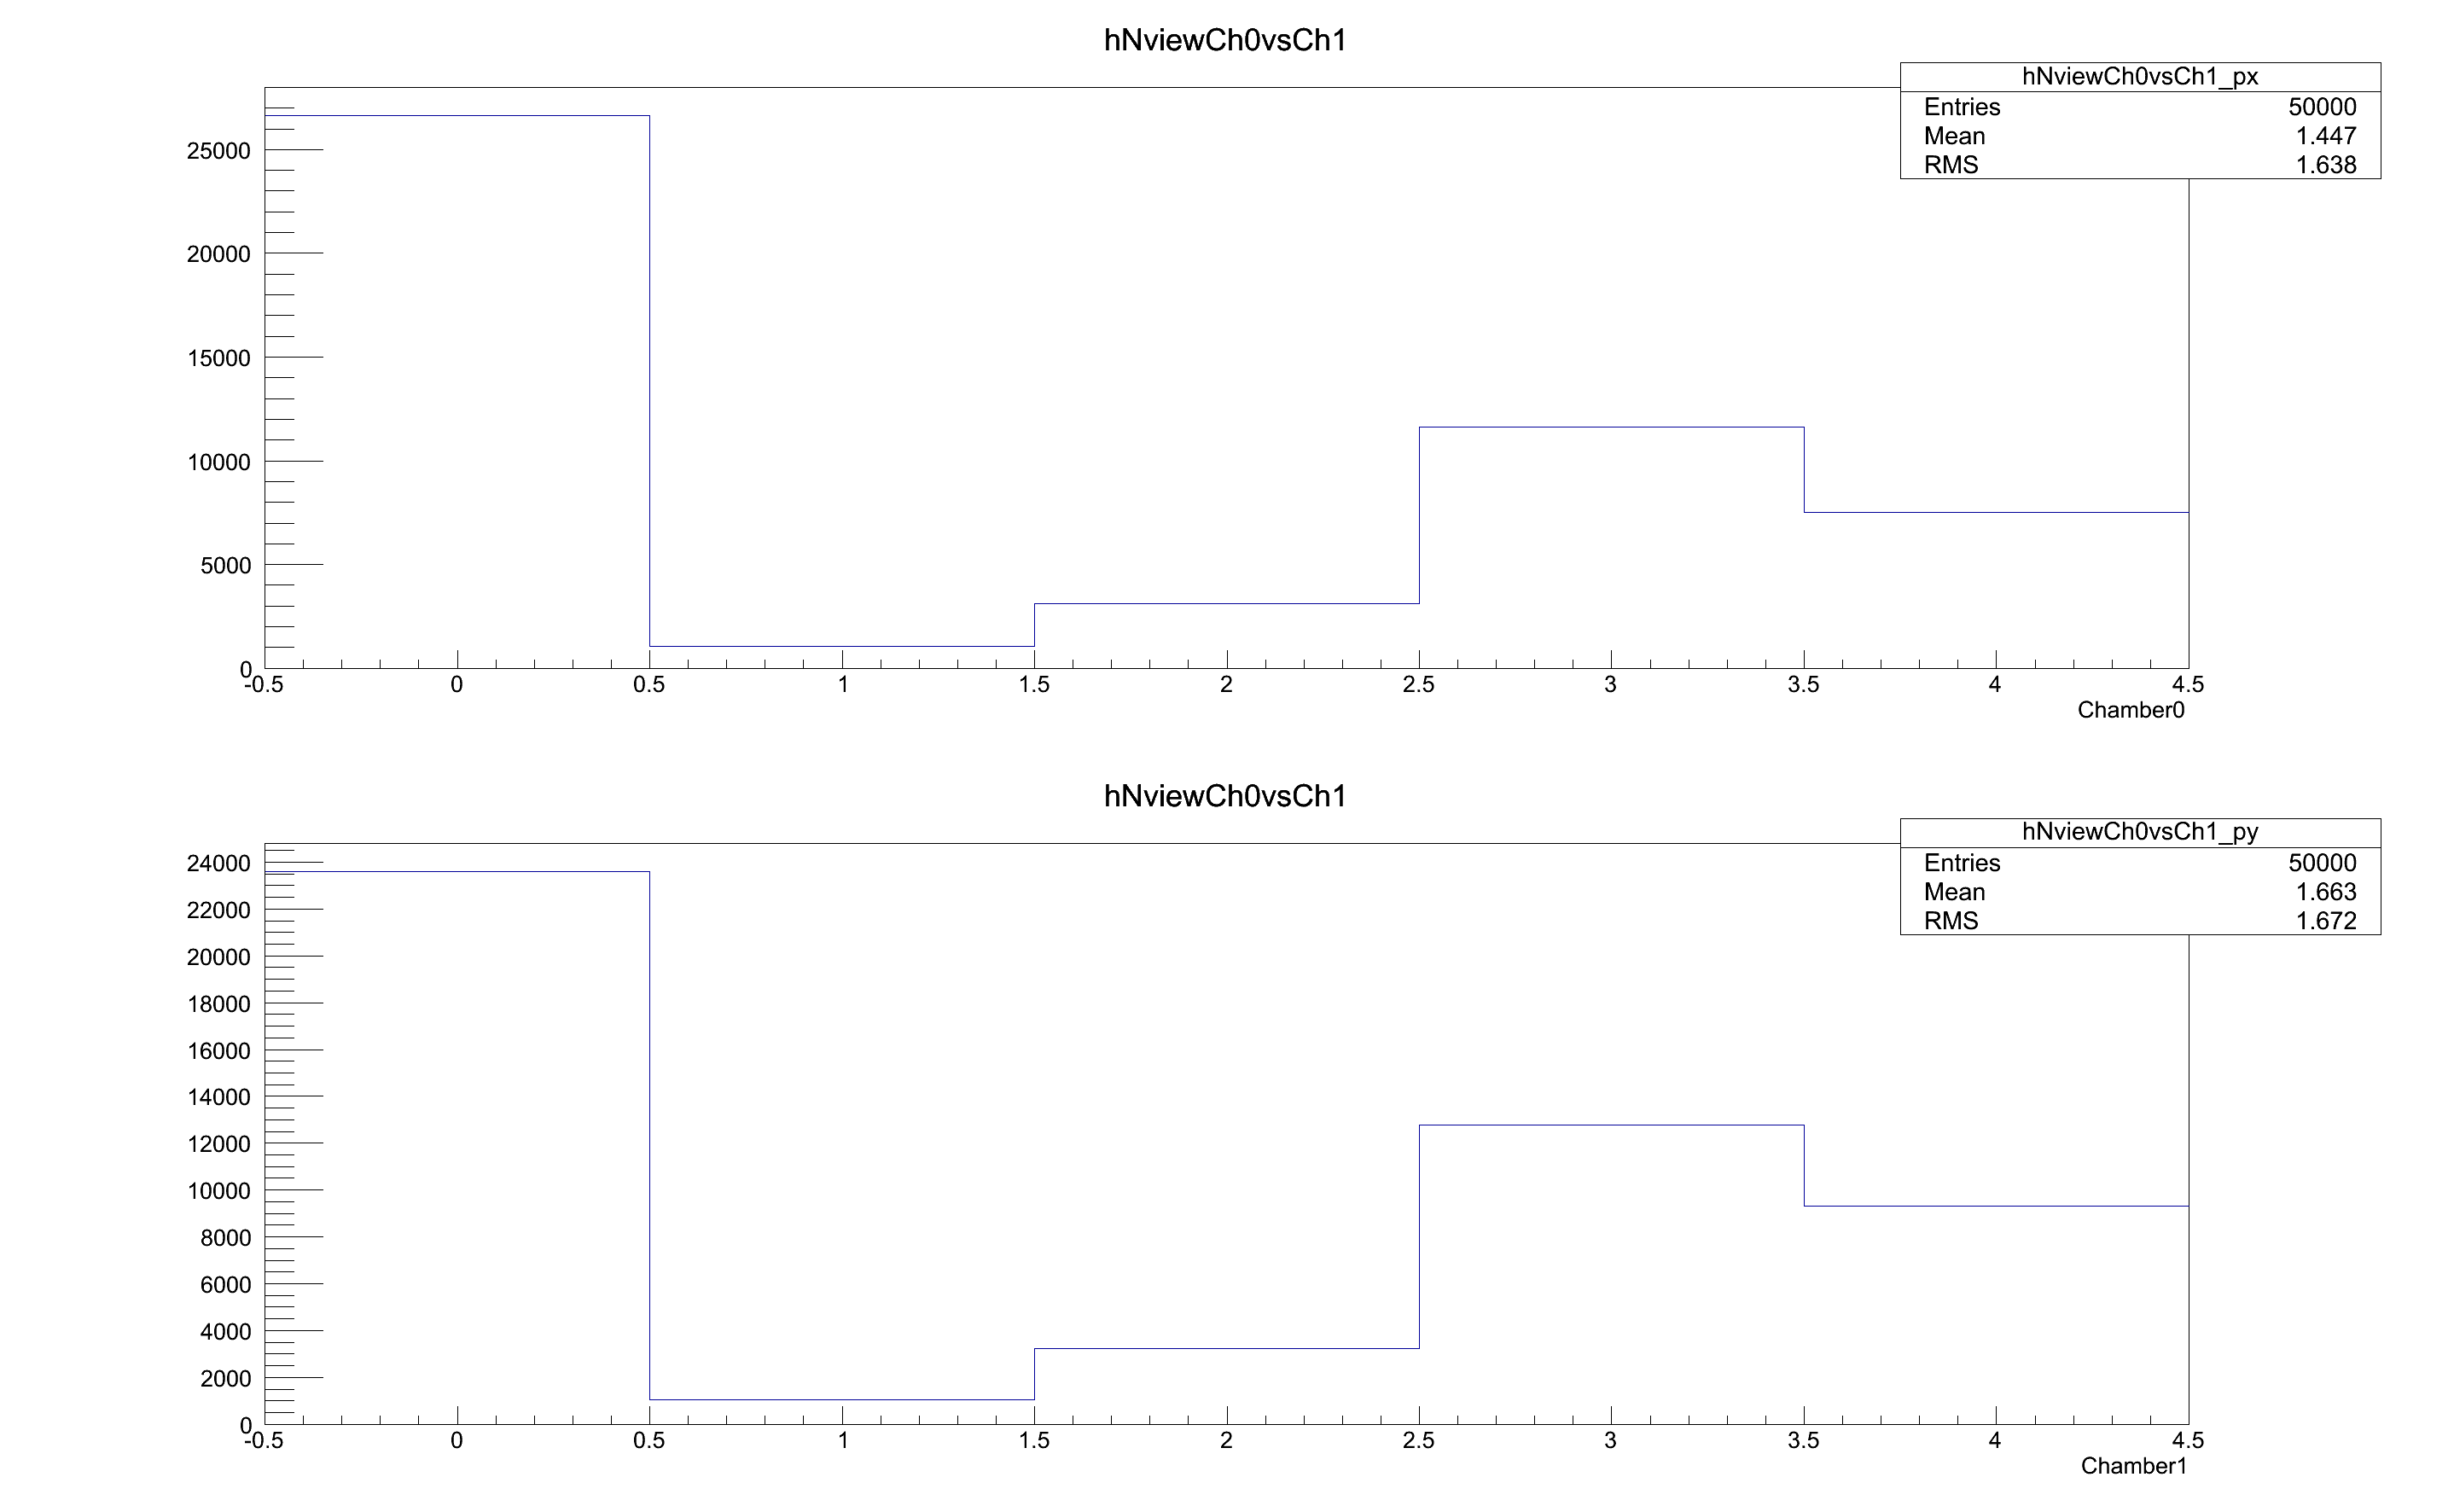 hNviewCh0vsCh1
hNviewCh0vsCh1_px
Entries 50000
Mean 1.447
RMS 1.638
25000
20000
15000
10000
5000
0
-0.5 0 0.5 1 1.5 2 2.5 3 3.5 4 4.5
Chamber0
hNviewCh0vsCh1
hNviewCh0vsCh1_py
Entries 50000
Mean 1.663
RMS 1.672
24000
22000
20000
18000
16000
14000
12000
10000
8000
6000
4000
2000
0
-0.5 0 0.5 1 1.5 2 2.5 3 3.5 4 4.5
Chamber1